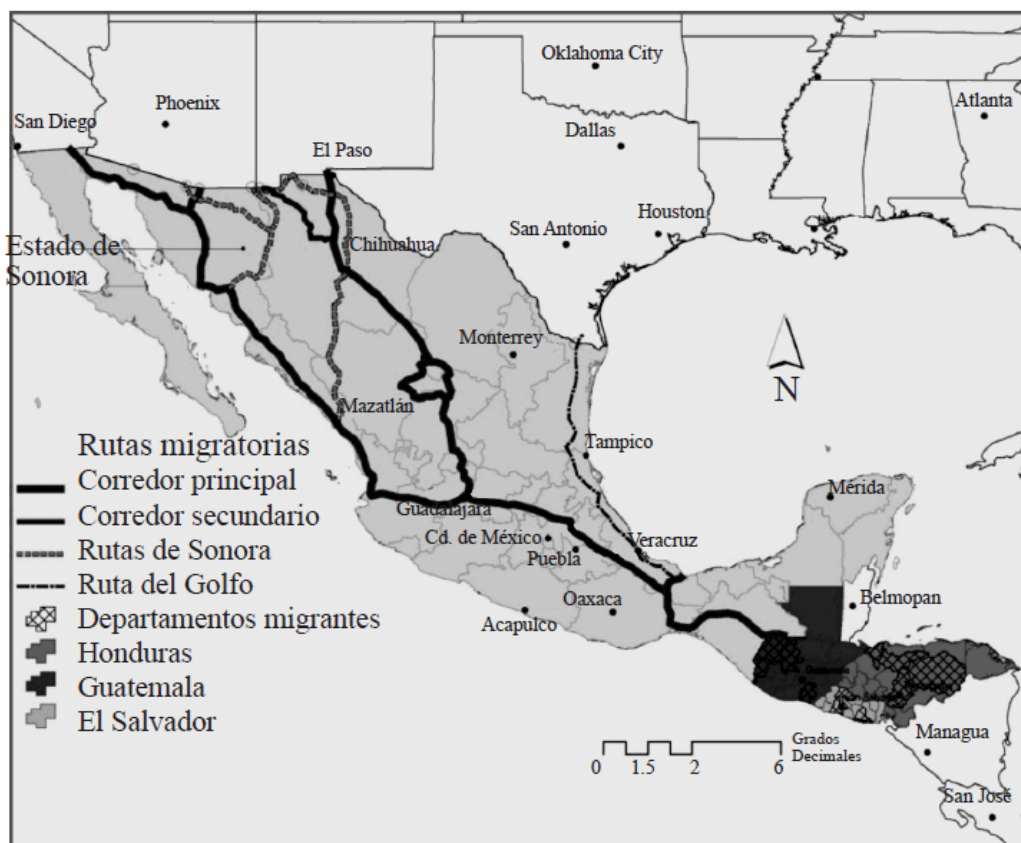 Oklahoma City
Phoenix
Atlanta
San Diego
Dallas
El Paso
Houston
San Antonio
Chihuahua
Estado de
Sonora
Monterrey
N
Mazatlán
Tampico
Rutas migratorias
Corredor principal
Mérida
Guadalajara
Corredor secundario
Cd. de México
Veracruz
Rutas de Sonora
Puebla
Ruta del Golfo
Oaxaca
Belmopan
Acapulco
Departamentos migrantes
Honduras
Guatemala
El Salvador
Managua
Grados
Decimales
0 1.5 2 6
San José